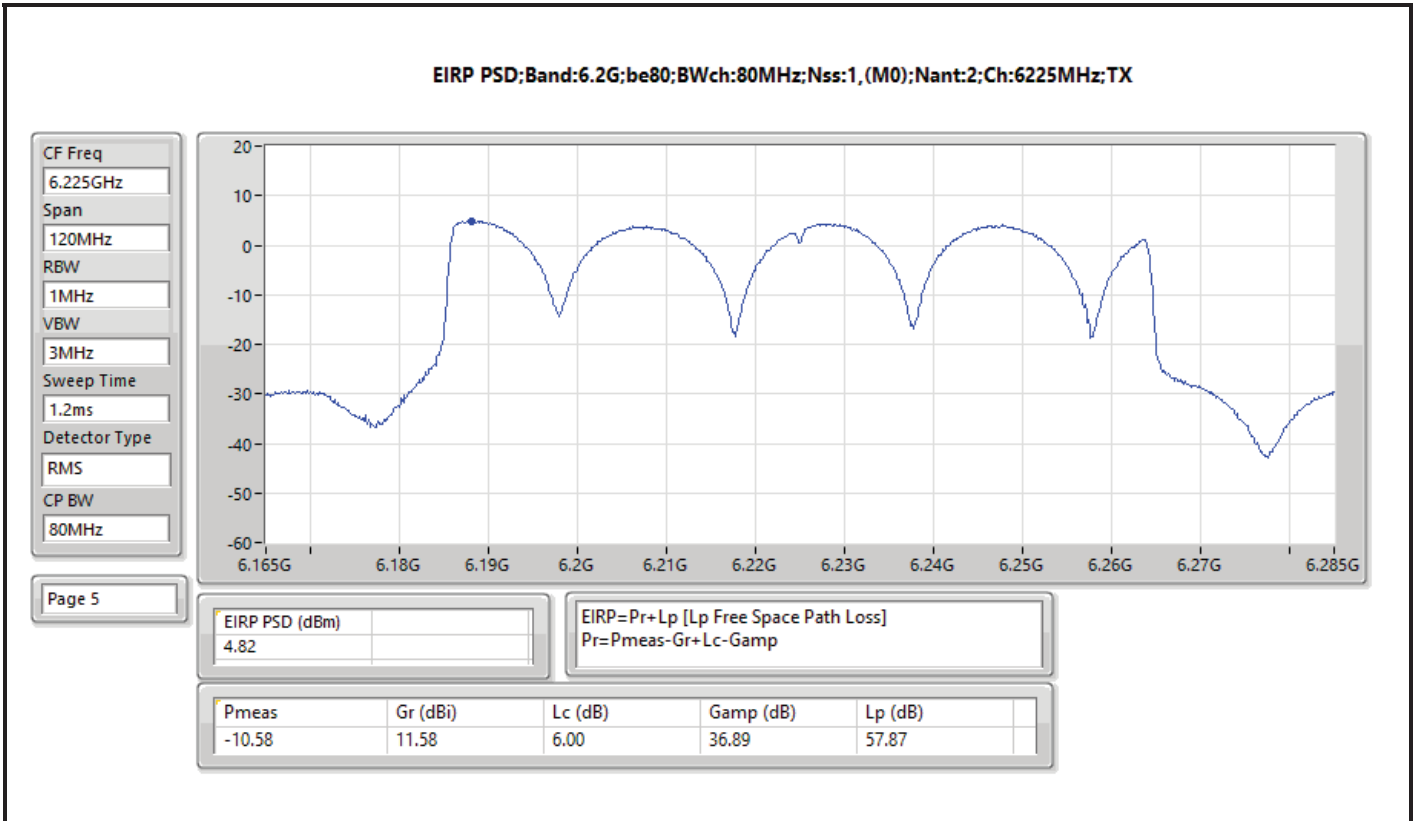 EIRP PSD;Band:6.2G;be80;BWch:80MHz;Nss:1,(M0);Nant:2;Ch:6225MHz;TX
CF Freq
6.225GHz
Span
120MHz
RBW
1MHz
VBW
3MHz
Sweep Time
1.2ms
Detector Type
RMS
CP BW
80MHz
Page 5
20
10
0
-10
-20
-30
-40
-50
-60
6.165G 6.18G 6.19G 6.2G 6.21G 6.22G 6.23G 6.24G 6.25G 6.26G 6.27G 6.285G
EIRP PSD (dBm)
4.82
EIRP=Pr+Lp [Lp Free Space Path Loss]
Pr=Pmeas-Gr+Lc-Gamp
Pmeas Gr (dBi) Lc (dB) Gamp (dB) Lp (dB)
-10.58 11.58 6.00 36.89 57.87